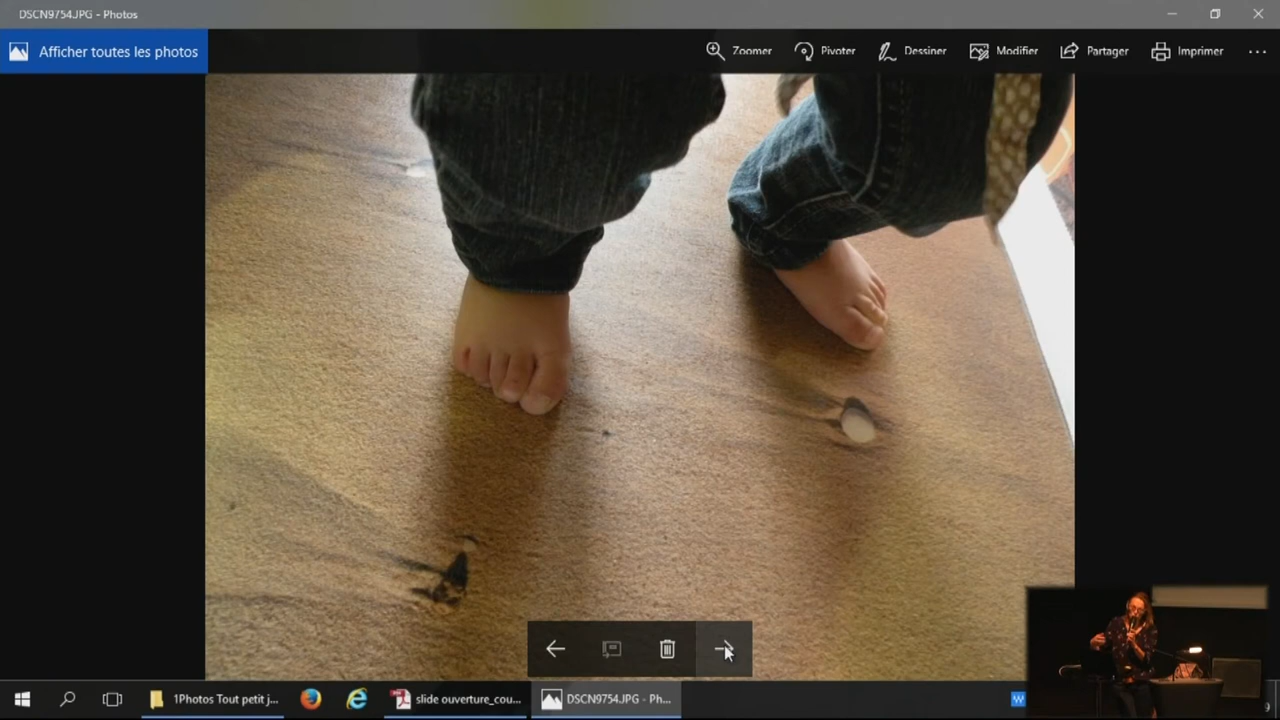 DSCN9754.JPG - Photos
Afficher toutes les photos
Zoomer
Pivoter
Dessiner
Modifier
Partager
Imprimer
1Photos Tout petit j...
slide ouverture_cou...
DSCN9754.JPG - Ph...
W
9